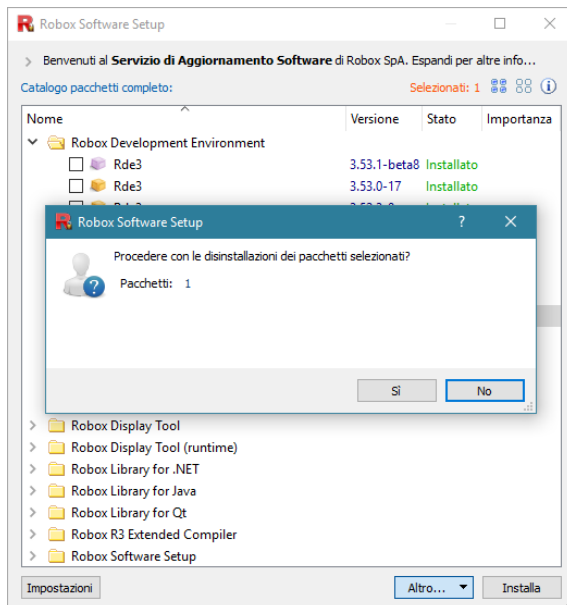 Robox Software Setup
Benvenuti al Servizio di Aggiornamento Software di Robox SpA. Espandi per altre info...
Catalogo pacchetti completo: Selezionati: 1
Nome Versione Stato Importanza
Robox Development Environment
Rde3 3.53.1-beta8 Installato
Rde3 3.53.0-17 Installato
Robox Software Setup ? X
Procedere con le disinstallazioni dei pacchetti selezionati?
Pacchetti: 1
Sì No
Robox Display Tool
Robox Display Tool (runtime)
Robox Library for .NET
Robox Library for Java
Robox Library for Qt
Robox R3 Extended Compiler
Robox Software Setup
Impostazioni Altro... Installa